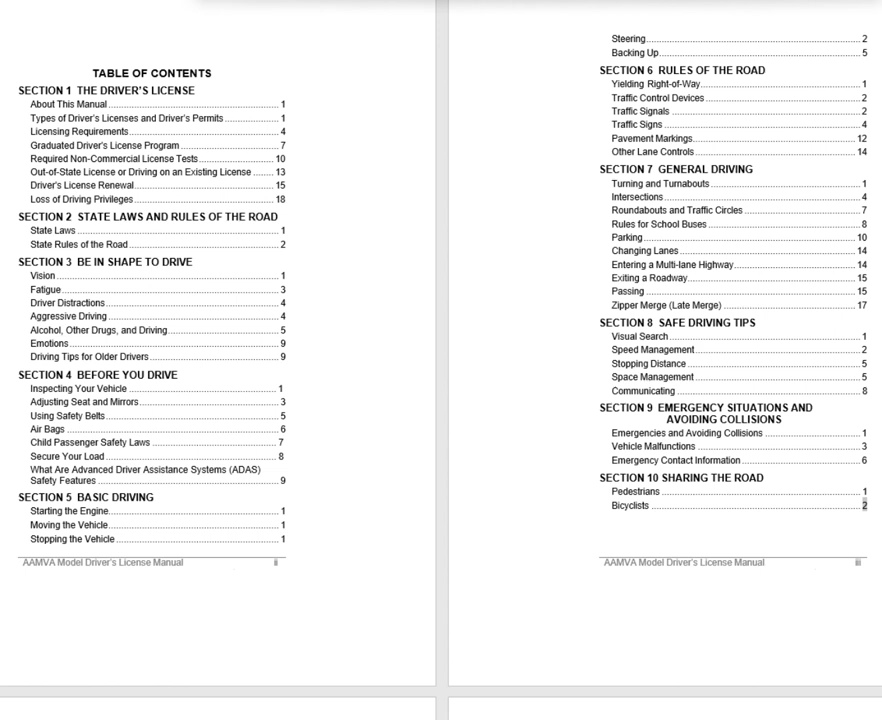 TABLE OF CONTENTS
SECTION 1 THE DRIVER'S LICENSE
About This Manual ........ 1
Types of Driver's Licenses and Driver's Permits ........ 1
Licensing Requirements ........ 4
Graduated Driver's License Program ........ 7
Required Non-Commercial License Tests ........ 10
Out-of-State License or Driving on an Existing License ........ 13
Driver's License Renewal ........ 15
Loss of Driving Privileges ........ 18
SECTION 2 STATE LAWS AND RULES OF THE ROAD
State Laws ........ 1
State Rules of the Road ........ 2
SECTION 3 BE IN SHAPE TO DRIVE
Vision ........ 1
Fatigue ........ 3
Driver Distractions ........ 4
Aggressive Driving ........ 4
Alcohol, Other Drugs, and Driving ........ 5
Emotions ........ 9
Driving Tips for Older Drivers ........ 9
SECTION 4 BEFORE YOU DRIVE
Inspecting Your Vehicle ........ 1
Adjusting Seat and Mirrors ........ 3
Using Safety Belts ........ 5
Air Bags ........ 6
Child Passenger Safety Laws ........ 7
Secure Your Load ........ 8
What Are Advanced Driver Assistance Systems (ADAS)
Safety Features ........ 9
SECTION 5 BASIC DRIVING
Starting the Engine ........ 1
Moving the Vehicle ........ 1
Stopping the Vehicle ........ 1
AAMVA Model Driver's License Manual ii
Steering ........ 2
Backing Up ........ 5
SECTION 6 RULES OF THE ROAD
Yielding Right-of-Way ........ 1
Traffic Control Devices ........ 2
Traffic Signals ........ 2
Traffic Signs ........ 4
Pavement Markings ........ 12
Other Lane Controls ........ 14
SECTION 7 GENERAL DRIVING
Turning and Turnabouts ........ 1
Intersections ........ 4
Roundabouts and Traffic Circles ........ 7
Rules for School Buses ........ 8
Parking ........ 10
Changing Lanes ........ 14
Entering a Multi-lane Highway ........ 14
Exiting a Roadway ........ 15
Passing ........ 15
Zipper Merge (Late Merge) ........ 17
SECTION 8 SAFE DRIVING TIPS
Visual Search ........ 1
Speed Management ........ 2
Stopping Distance ........ 5
Space Management ........ 5
Communicating ........ 8
SECTION 9 EMERGENCY SITUATIONS AND
AVOIDING COLLISIONS
Emergencies and Avoiding Collisions ........ 1
Vehicle Malfunctions ........ 3
Emergency Contact Information ........ 6
SECTION 10 SHARING THE ROAD
Pedestrians ........ 1
Bicyclists ........ 2
AAMVA Model Driver's License Manual iii